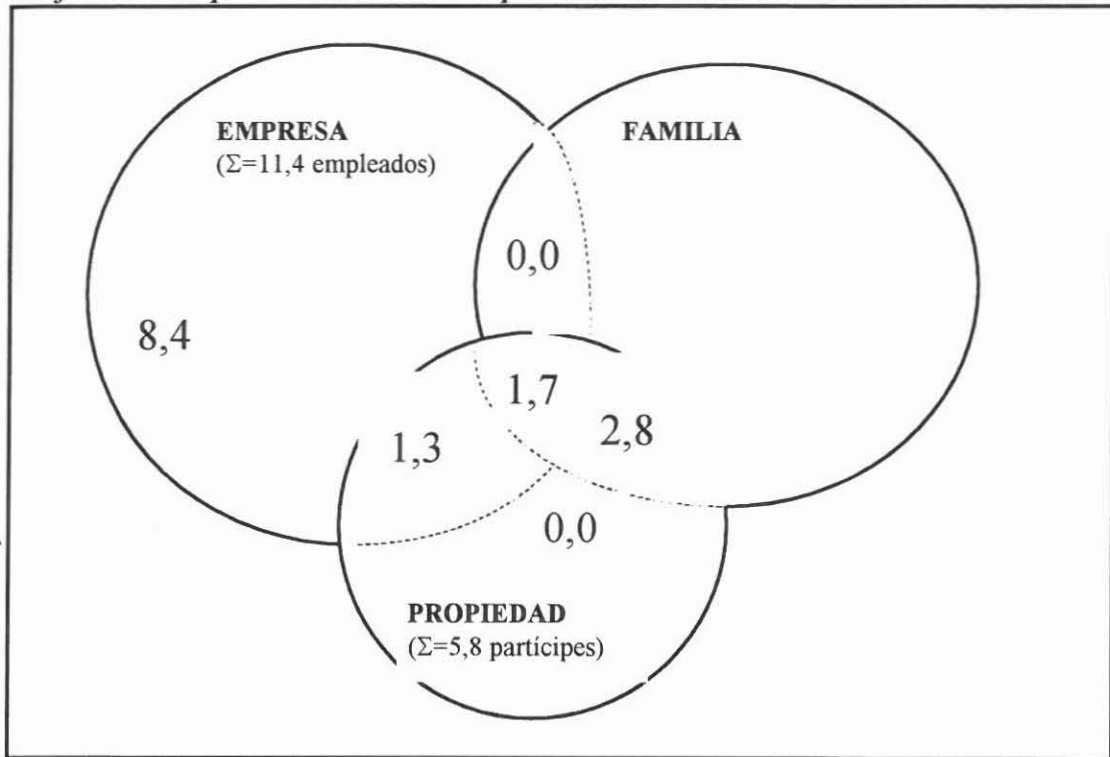 EMPRESA
(Σ=11,4 empleados)
FAMILIA
0,0
8,4
1,7
2,8
1,3
0,0
PROPIEDAD
(Σ=5,8 partícipes)